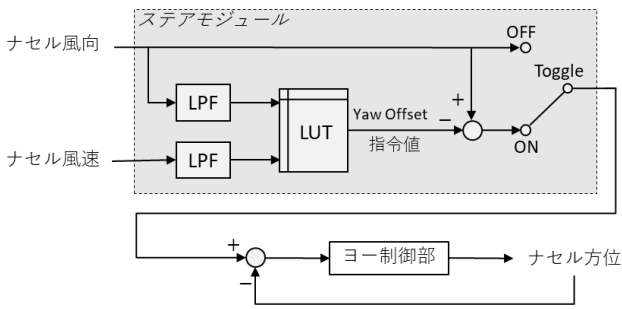 ステアモジュール
ナセル風向
OFF
Toggle
LPF
+
Yaw Offset
−
LUT
指令値
ON
ナセル風速
LPF
+
ヨー制御部
ナセル方位
−